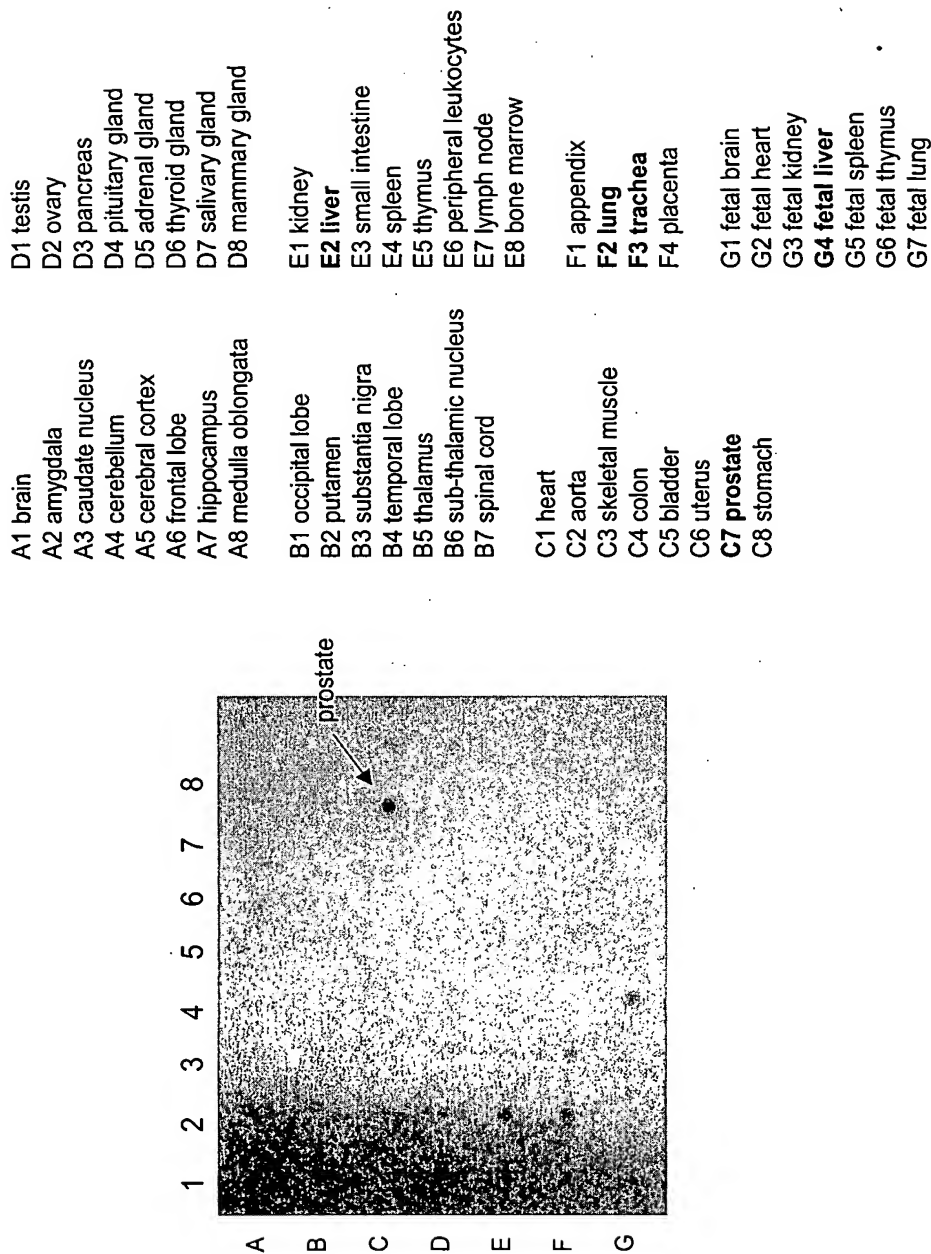 A1 brain
A2 amygdala
A3 caudate nucleus
A4 cerebellum
A5 cerebral cortex
A6 frontal lobe
A7 hippocampus
A8 medulla oblongata
B1 occipital lobe
B2 putamen
B3 substantia nigra
B4 temporal lobe
B5 thalamus
B6 sub-thalamic nucleus
B7 spinal cord
C1 heart
C2 aorta
C3 skeletal muscle
C4 colon
C5 bladder
C6 uterus
C7 prostate
C8 stomach
D1 testis
D2 ovary
D3 pancreas
D4 pituitary gland
D5 adrenal gland
D6 thyroid gland
D7 salivary gland
D8 mammary gland
E1 kidney
E2 liver
E3 small intestine
E4 spleen
E5 thymus
E6 peripheral leukocytes
E7 lymph node
E8 bone marrow
F1 appendix
F2 lung
F3 trachea
F4 placenta
G1 fetal brain
G2 fetal heart
G3 fetal kidney
G4 fetal liver
G5 fetal spleen
G6 fetal thymus
G7 fetal lung
1 2 3 4 5 6 7 8
A
B
C
D
E
F
G
prostate